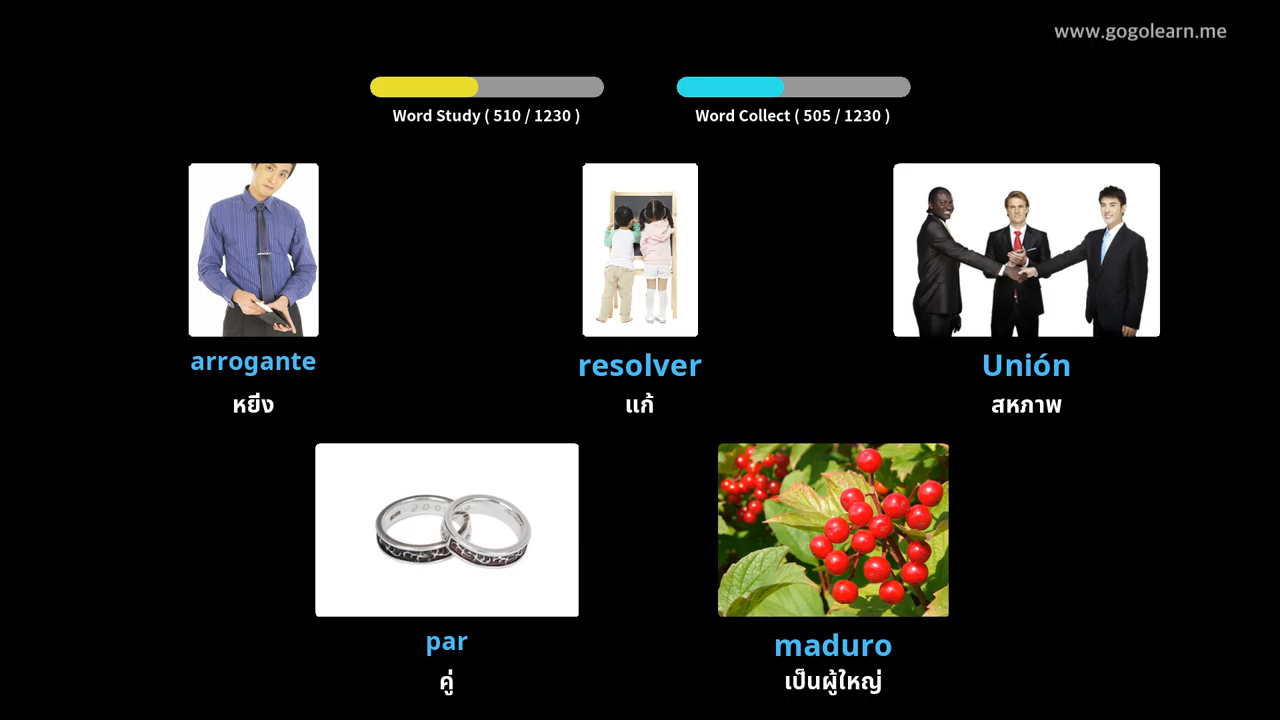 www.gogolearn.me
Word Study ( 510 / 1230 )
Word Collect ( 505 / 1230 )
arrogante
resolver
Unión
หยิ่ง
แก้
สหภาพ
par
maduro
คู่
เป็นผู้ใหญ่